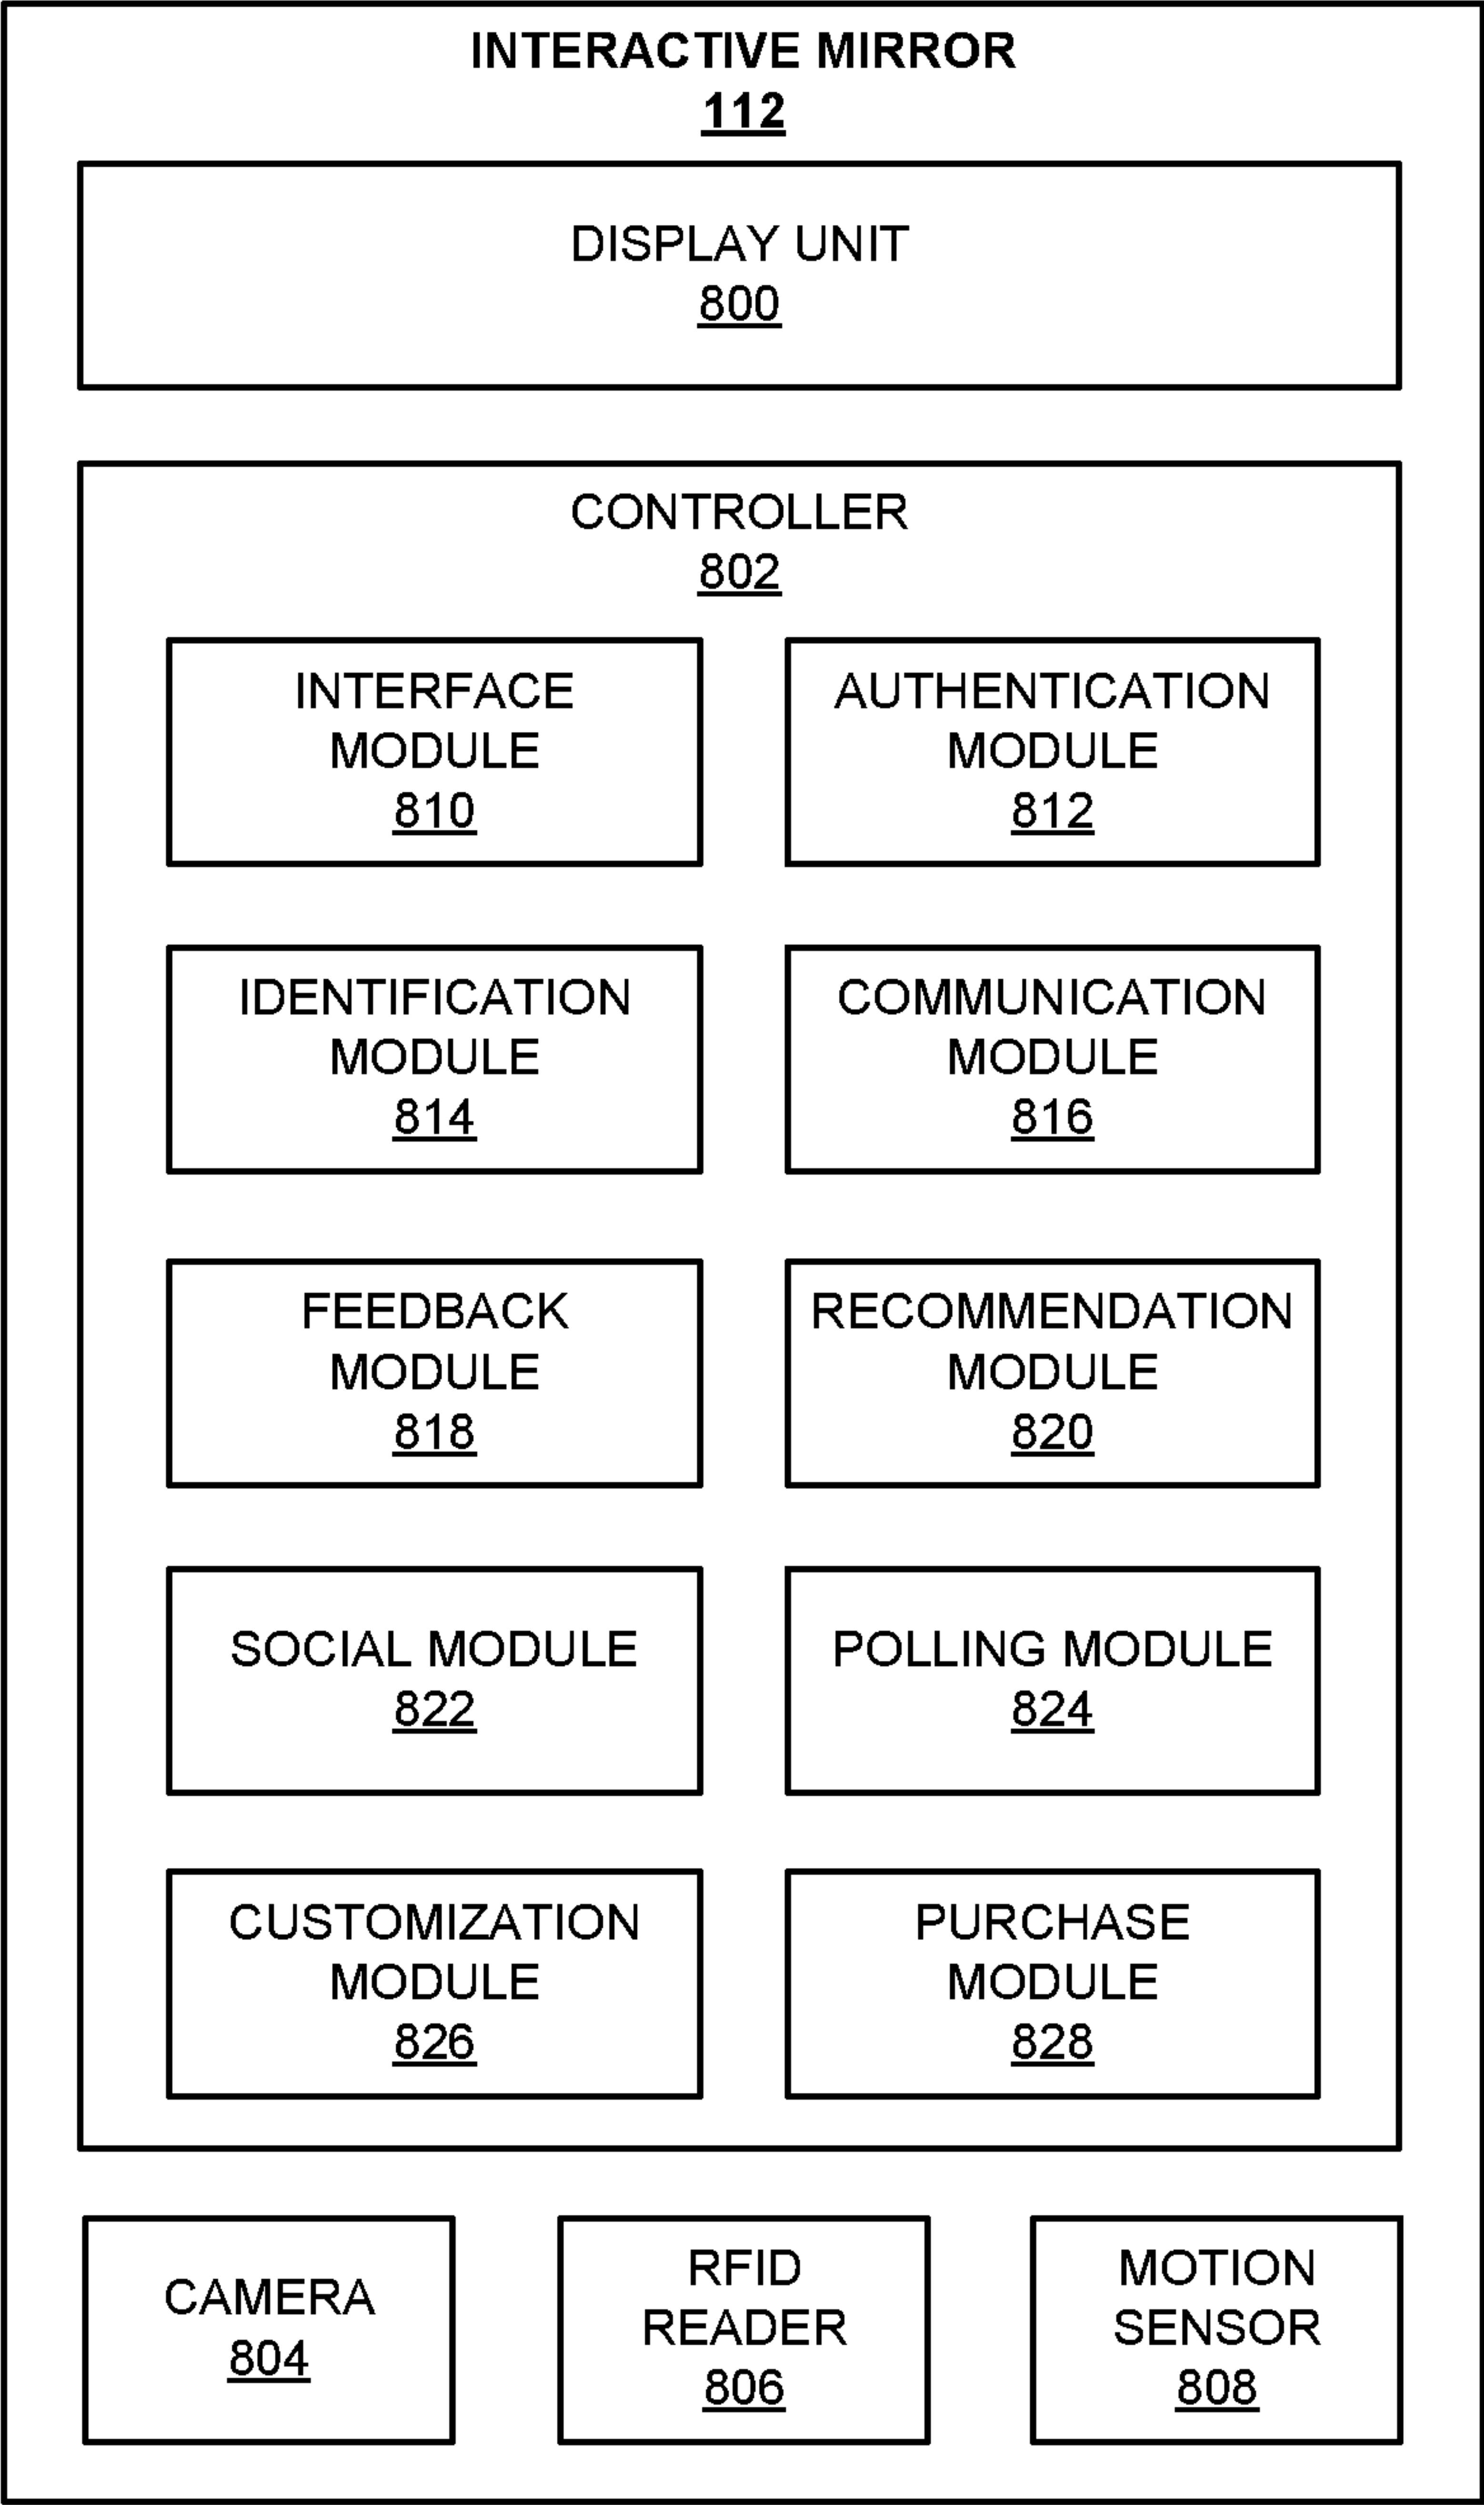 INTERACTIVE MIRROR
112
DISPLAY UNIT
800
CONTROLLER
802
INTERFACE
MODULE
810
AUTHENTICATION
MODULE
812
IDENTIFICATION
MODULE
814
COMMUNICATION
MODULE
816
FEEDBACK
MODULE
818
RECOMMENDATION
MODULE
820
SOCIAL MODULE
822
POLLING MODULE
824
CUSTOMIZATION
MODULE
826
PURCHASE
MODULE
828
CAMERA
804
RFID
READER
806
MOTION
SENSOR
808